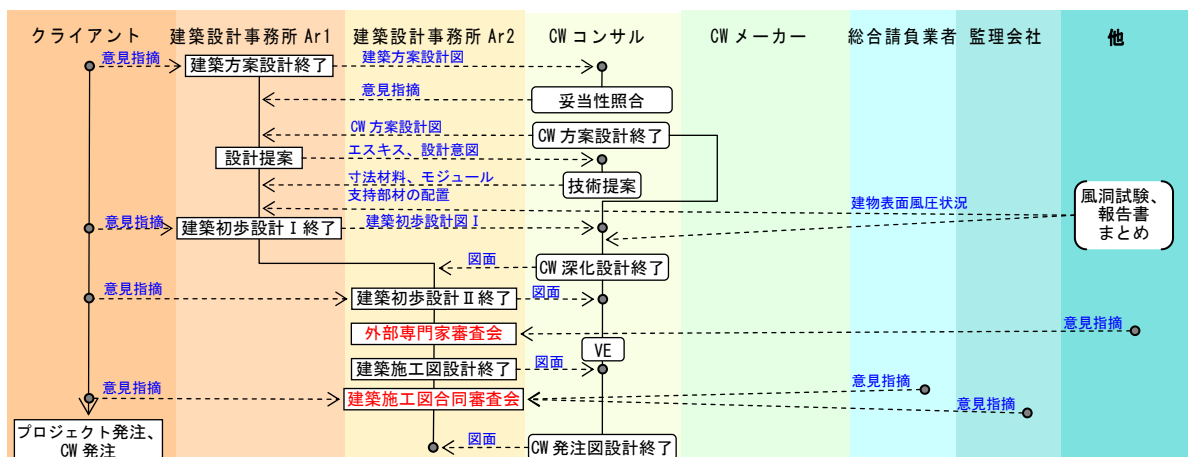 クライアント
建築設計事務所 Ar1
建築設計事務所 Ar2
CW コンサル
CW メーカー
総合請負業者
監理会社
他
意見指摘
建築方案設計終了
建築方案設計図
意見指摘
妥当性照合
CW 方案設計図
CW 方案設計終了
設計提案
エスキス、設計意図
寸法材料、モジュール
支持部材の配置
技術提案
建物表面風圧状況
風洞試験、
報告書
まとめ
意見指摘
建築初歩設計Ⅰ終了
建築初歩設計図Ⅰ
図面
CW 深化設計終了
意見指摘
建築初歩設計Ⅱ終了
図面
外部専門家審査会
意見指摘
VE
建築施工図設計終了
図面
意見指摘
意見指摘
建築施工図合同審査会
意見指摘
プロジェクト発注、
CW 発注
図面
CW 発注図設計終了